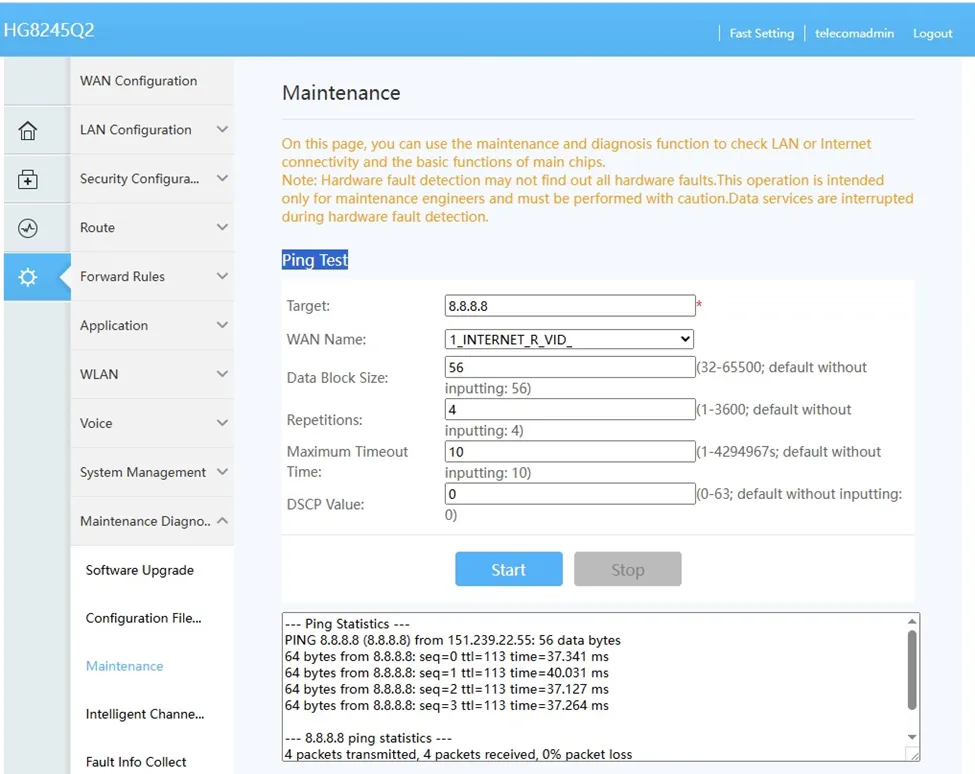 HG8245Q2
Fast Setting
telecomadmin
Logout
WAN Configuration
LAN Configuration
Security Configura...
Route
Forward Rules
Application
WLAN
Voice
System Management
Maintenance Diagno..
Software Upgrade
Configuration File...
Maintenance
Intelligent Channe...
Fault Info Collect
Maintenance
On this page, you can use the maintenance and diagnosis function to check LAN or Internet
connectivity and the basic functions of main chips.
Note: Hardware fault detection may not find out all hardware faults.This operation is intended
only for maintenance engineers and must be performed with caution.Data services are interrupted
during hardware fault detection.
Ping Test
Target: 8.8.8.8 *
WAN Name: 1_INTERNET_R_VID_
Data Block Size: 56 (32-65500; default without
inputting: 56)
Repetitions: 4 (1-3600; default without
inputting: 4)
Maximum Timeout Time: 10 (1-4294967s; default without
inputting: 10)
DSCP Value: 0 (0-63; default without inputting:
0)
Start
Stop
--- Ping Statistics ---
PING 8.8.8.8 (8.8.8.8) from 151.239.22.55: 56 data bytes
64 bytes from 8.8.8.8: seq=0 ttl=113 time=37.341 ms
64 bytes from 8.8.8.8: seq=1 ttl=113 time=40.031 ms
64 bytes from 8.8.8.8: seq=2 ttl=113 time=37.127 ms
64 bytes from 8.8.8.8: seq=3 ttl=113 time=37.264 ms
--- 8.8.8.8 ping statistics ---
4 packets transmitted, 4 packets received, 0% packet loss